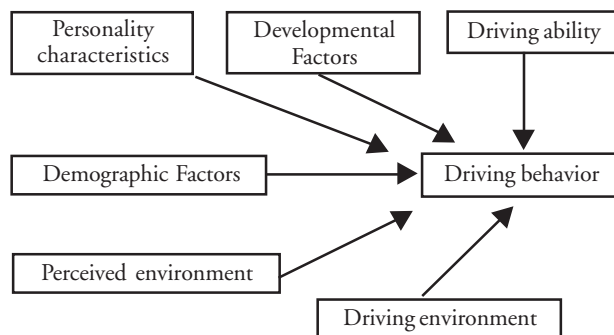 Personality
characteristics
Developmental
Factors
Driving ability
Demographic Factors
Driving behavior
Perceived environment
Driving environment